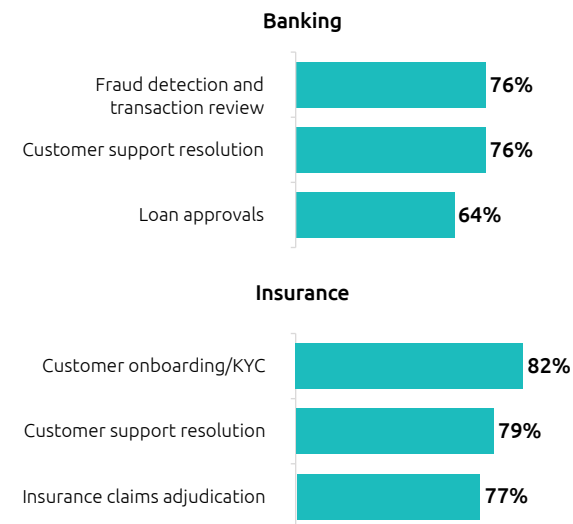 Banking
Fraud detection and
transaction review
76%
Customer support resolution
76%
Loan approvals
64%
Insurance
Customer onboarding/KYC
82%
Customer support resolution
79%
Insurance claims adjudication
77%